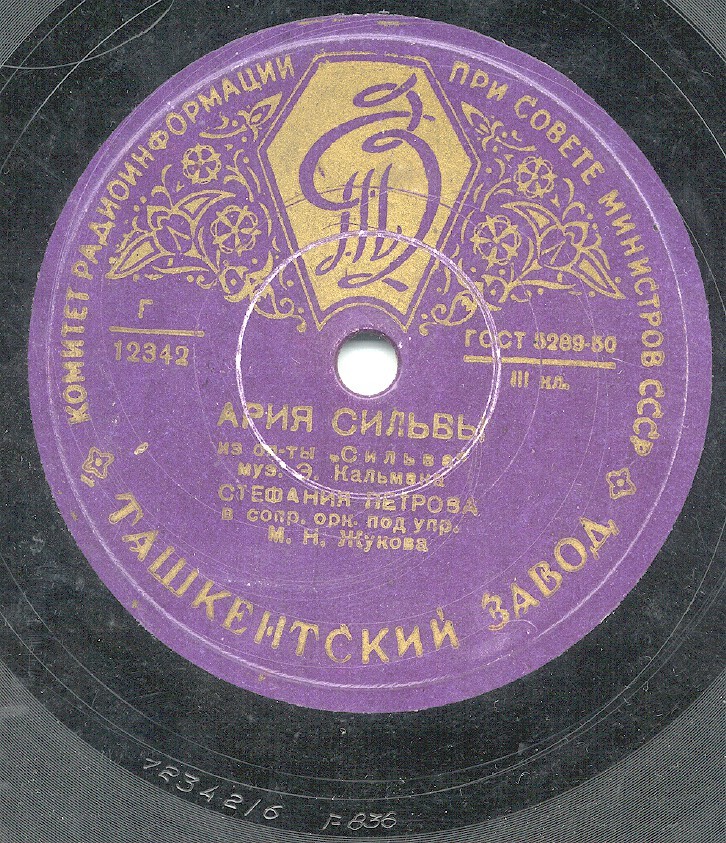 КОМИТЕТ РАДИОИНФОРМАЦИИ ПРИ СОВЕТЕ МИНИСТРОВ СССР
Г
12342
ГОСТ 5289-50
III кл.
АРИЯ СИЛЬВЫ
из оп-ты „Сильва"
муз. Э. Кальмана
СТЕФАНИЯ ПЕТРОВА
в сопр. орк. под упр.
М. Н. Жукова
ТАШКЕНТСКИЙ ЗАВОД
12342/6
Г-836